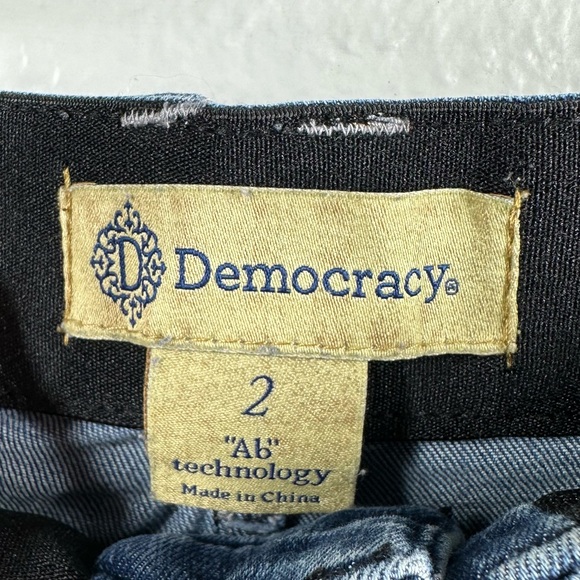 D Democracy®
2
"Ab"
technology
Made in China